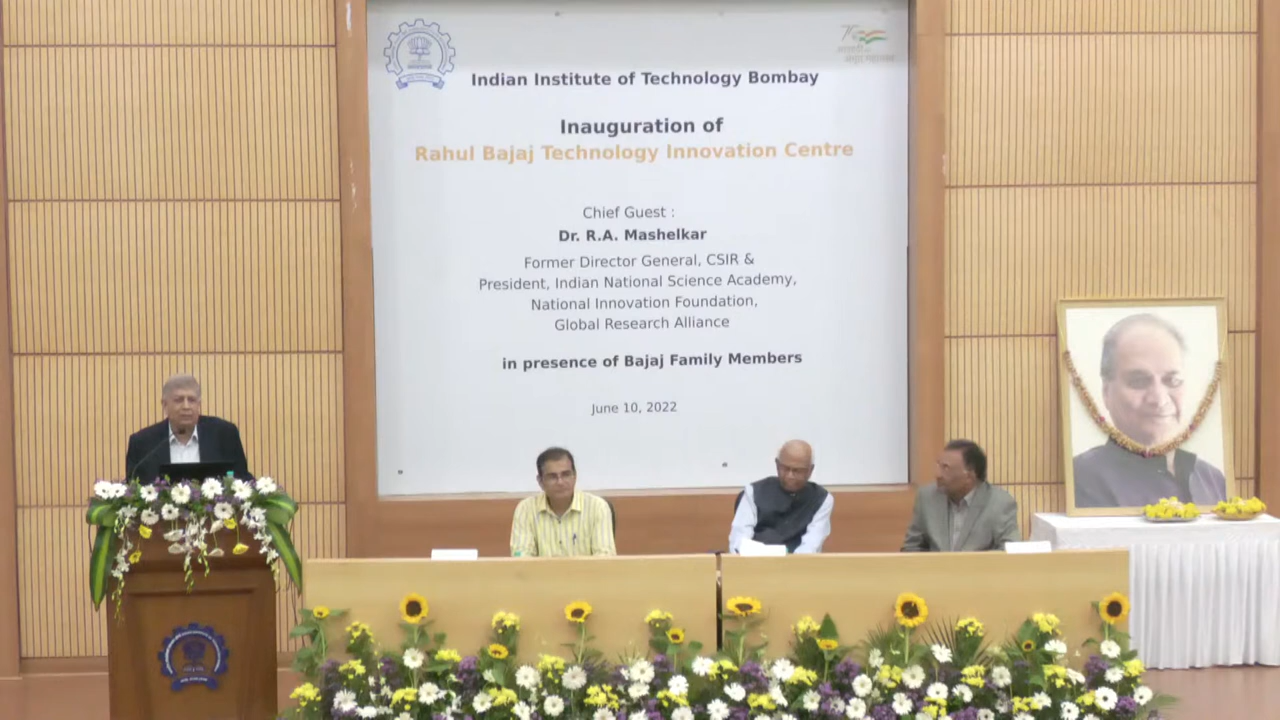 Indian Institute of Technology Bombay
Inauguration of
Rahul Bajaj Technology Innovation Centre
Chief Guest :
Dr. R.A. Mashelkar
Former Director General, CSIR &
President, Indian National Science Academy,
National Innovation Foundation,
Global Research Alliance
in presence of Bajaj Family Members
June 10, 2022